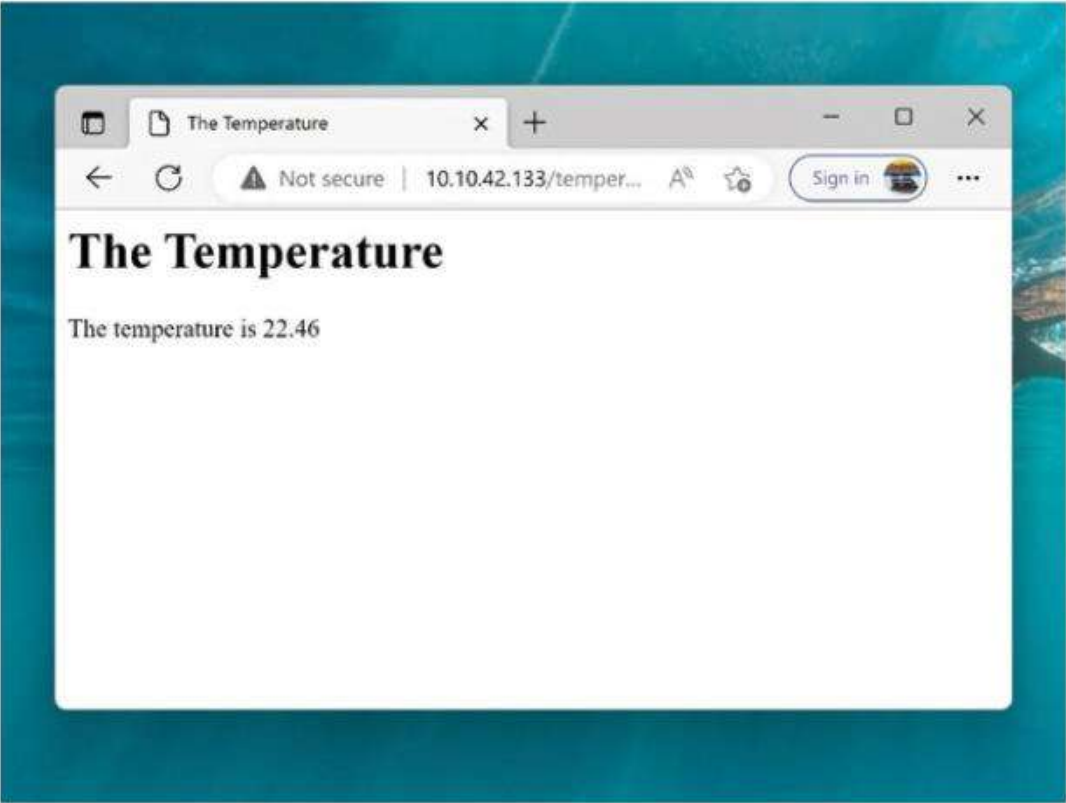 The Temperature
Not secure | 10.10.42.133/temper... A Sign in
The Temperature
The temperature is 22.46